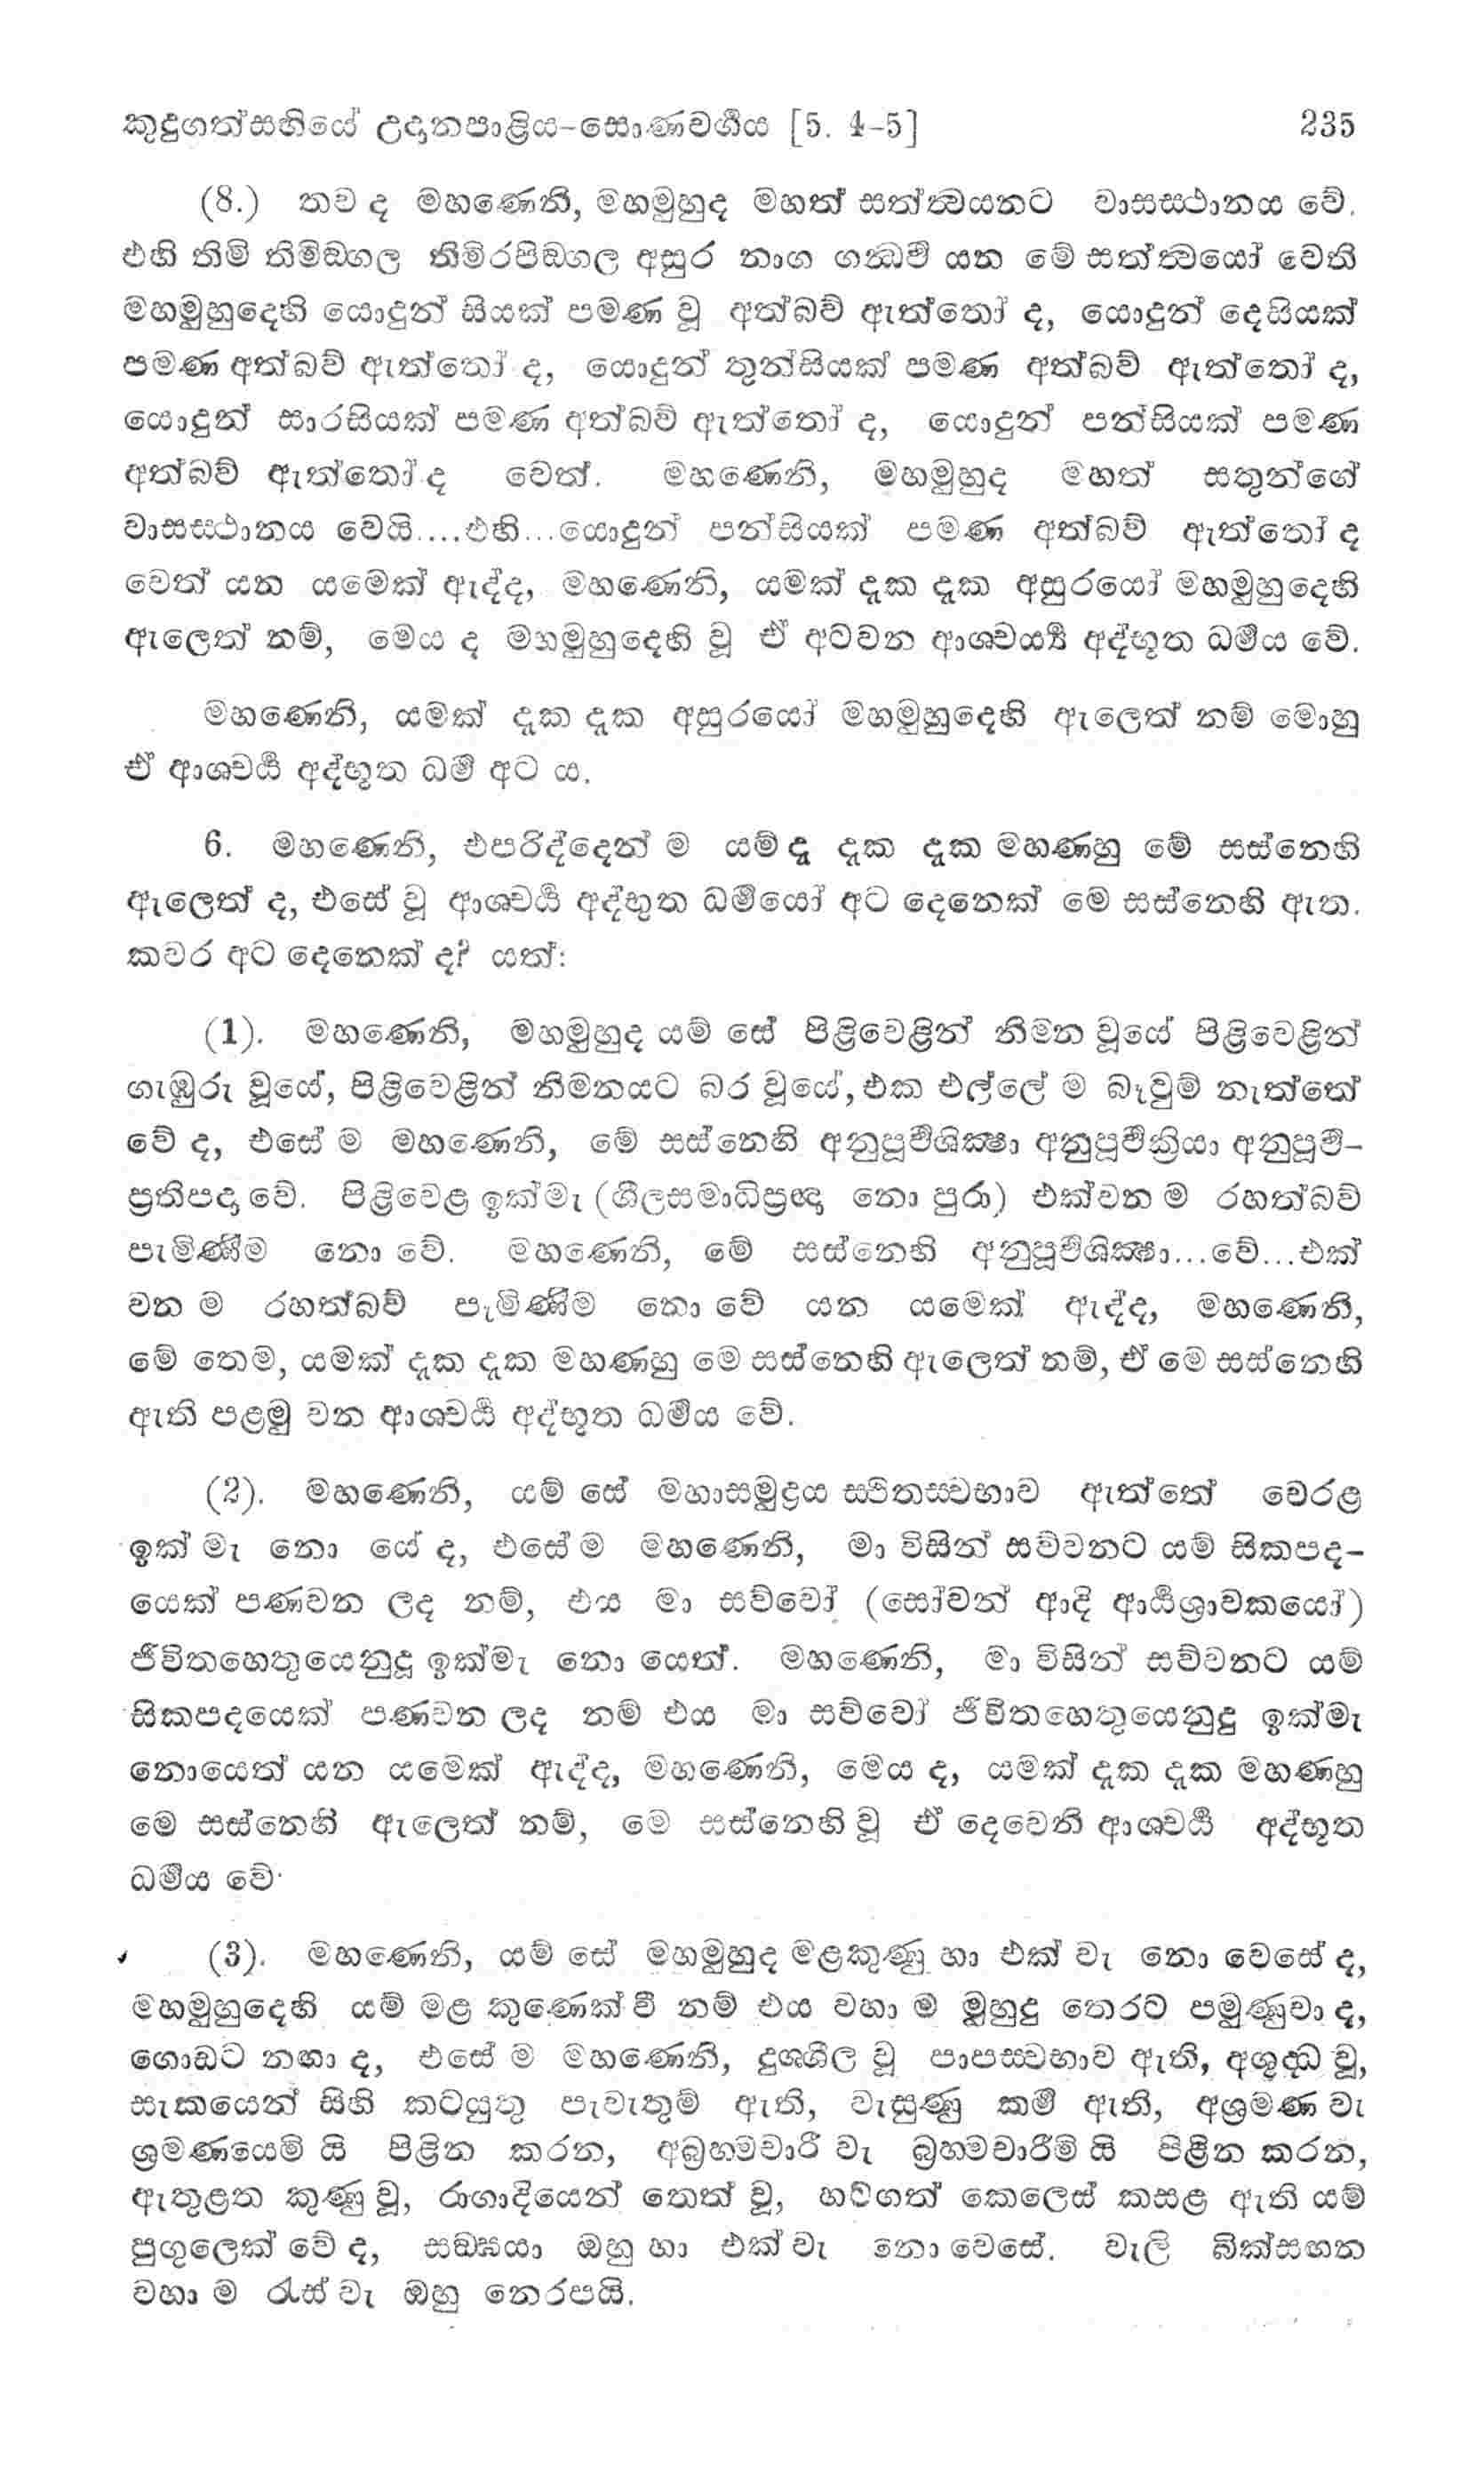 කුදුගත්සඟියේ උදානපාළිය-සොණවර්ගය [5. 4-5] 235
(8.) තව ද මහණෙනි, මහමුහුද මහත් සත්ත්වයනට වාසස්ථානය වේ.
එහි තිමි තිමිඞ්ගල තිමිරපිඞ්ගල අසුර නාග ගන්ධර්ව යන මේ සත්ත්වයෝ වෙති
මහමුහුදෙහි යොදුන් සියක් පමණ වූ අත්බව් ඇත්තෝ ද, යොදුන් දෙසියක්
පමණ අත්බව් ඇත්තෝ ද, යොදුන් තුන්සියක් පමණ අත්බව් ඇත්තෝ ද,
යොදුන් සාරසියක් පමණ අත්බව් ඇත්තෝ ද, යොදුන් පන්සියක් පමණ
අත්බව් ඇත්තෝ ද වෙත්. මහණෙනි, මහමුහුද මහත් සතුන්ගේ
වාසස්ථානය වෙයි....එහි...යොදුන් පන්සියක් පමණ අත්බව් ඇත්තෝ ද
වෙත් යන යමෙක් ඇද්ද, මහණෙනි, යමක් දැක දැක අසුරයෝ මහමුහුදෙහි
ඇලෙත් නම්, මෙය ද මහමුහුදෙහි වූ ඒ අටවන ආශ්චර්ය්‍ය අද්භූත ධර්මය වේ.
මහණෙනි, යමක් දැක දැක අසුරයෝ මහමුහුදෙහි ඇලෙත් නම් මොහු
ඒ ආශ්චර්ය අද්භූත ධර්ම අට ය.
6. මහණෙනි, එපරිද්දෙන් ම යම් දෑ දැක දැක මහණහු මේ සස්නෙහි
ඇලෙත් ද, එසේ වූ ආශ්චර්ය අද්භුත ධර්මයෝ අට දෙනෙක් මෙ සස්නෙහි ඇත.
කවර අට දෙනෙක් ද? යත්:
(1). මහණෙනි, මහමුහුද යම් සේ පිළිවෙළින් නිමන වූයේ පිළිවෙළින්
ගැඹුරු වූයේ, පිළිවෙළින් නිමනයට බර වූයේ, එක එල්ලේ ම බෑවුම් නැත්තේ
වේ ද, එසේ ම මහණෙනි, මේ සස්නෙහි අනුපූර්වශික්ෂා අනුපූර්වක්‍රියා අනුපූර්ව-
ප්‍රතිපදා වේ. පිළිවෙළ ඉක්මැ (ශීලසමාධිප්‍රඥා නො පුරා) එක්වන ම රහත්බව්
පැමිණීම නො වේ. මහණෙනි, මේ සස්නෙහි අනුපූර්වශික්ෂා...වේ...එක්
වන ම රහත්බව් පැමිණීම නො වේ යන යමෙක් ඇද්ද, මහණෙනි,
මේ තෙම, යමක් දැක දැක මහණහු මෙ සස්නෙහි ඇලෙත් නම්, ඒ මෙ සස්නෙහි
ඇති පළමු වන ආශ්චර්ය අද්භූත ධර්මය වේ.
(2). මහණෙනි, යම් සේ මහාසමුද්‍රය ස්ථිතස්වභාව ඇත්තේ වෙරළ
ඉක් මැ නො යේ ද, එසේ ම මහණෙනි, මා විසින් සව්වනට යම් සිකපද-
යෙක් පණවන ලද නම්, එය මා සව්වෝ (සෝවන් ආදි ආර්යශ්‍රාවකයෝ)
ජීවිතහෙතුයෙනුදු ඉක්මැ නො යෙත්. මහණෙනි, මා විසින් සව්වනට යම්
සිකපදයෙක් පණවන ලද නම් එය මා සව්වෝ ජීවිතහෙතුයෙනුදු ඉක්මැ
නොයෙත් යන යමෙක් ඇද්ද, මහණෙනි, මෙය ද, යමක් දැක දැක මහණහු
මෙ සස්නෙහි ඇලෙත් නම්, මෙ සස්නෙහි වූ ඒ දෙවෙනි ආශ්චර්ය අද්භූත
ධර්මය වේ.
(3). මහණෙනි, යම් සේ මහමුහුද මළකුණු හා එක් වැ නො වෙසේ ද,
මහමුහුදෙහි යම් මළ කුණෙක් වී නම් එය වහා ම මුහුදු තෙරට පමුණුවා ද,
ගොඩට නඟා ද, එසේ ම මහණෙනි, දුශ්ශීල වූ පාපස්වභාව ඇති, අශුද්ධ වූ,
සැකයෙන් සිහි කටයුතු පැවැතුම් ඇති, වැසුණු කර්ම ඇති, අශ්‍රමණ වැ
ශ්‍රමණයෙමි යි පිළින කරන, අබ්‍රහ්මචාරී වැ බ්‍රහ්මචාරීමි යි පිළින කරන,
ඇතුළත කුණු වූ, රාගාදියෙන් තෙත් වූ, හටගත් කෙලෙස් කසළ ඇති යම්
පුගුලෙක් වේ ද, සඞ්ඝයා ඔහු හා එක් වැ නො වෙසේ. වැලි බික්සඟන
වහා ම රැස් වැ ඔහු නෙරපයි.